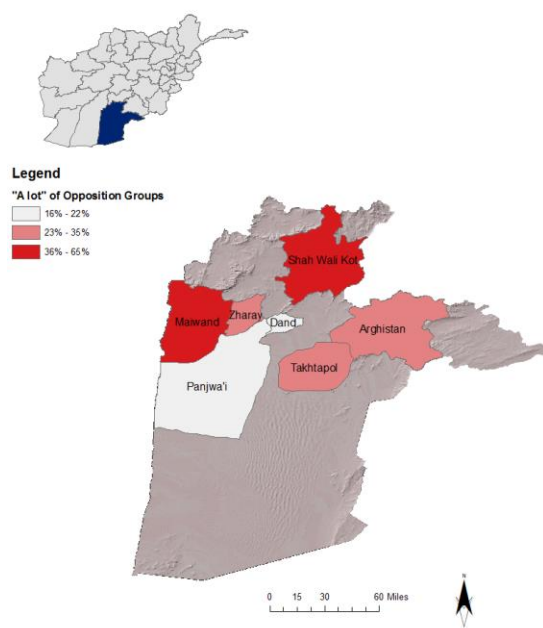 Legend
"A lot" of Opposition Groups
16% - 22%
23% - 35%
36% - 65%
Shah Wali Kot
Maiwand
Zharay
Dand
Arghistan
Takhtapol
Panjwa'i
0 15 30 60 Miles
N